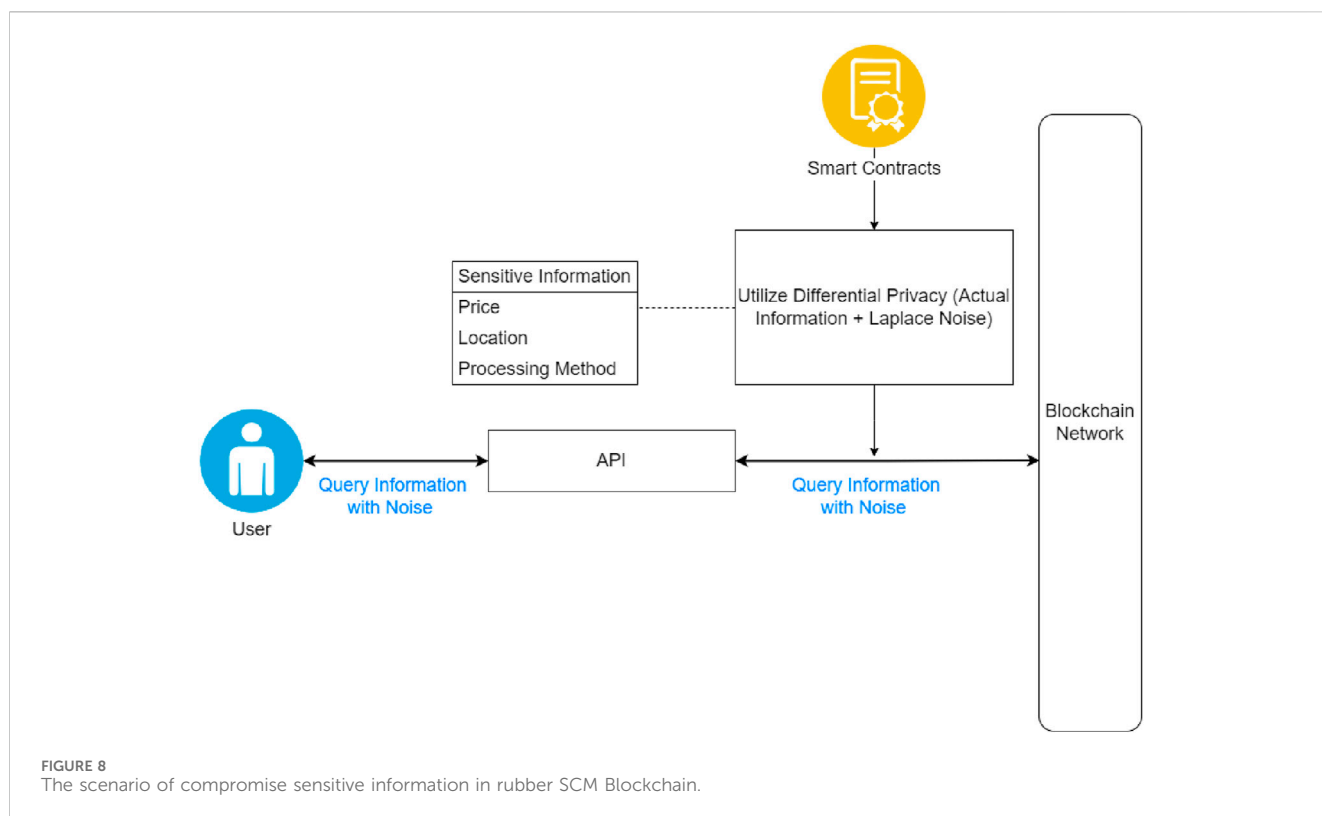 Smart Contracts
Sensitive Information
Price
Location
Processing Method
Utilize Differential Privacy (Actual
Information + Laplace Noise)
Blockchain
Network
API
Query Information
with Noise
Query Information
with Noise
User
FIGURE 8
The scenario of compromise sensitive information in rubber SCM Blockchain.